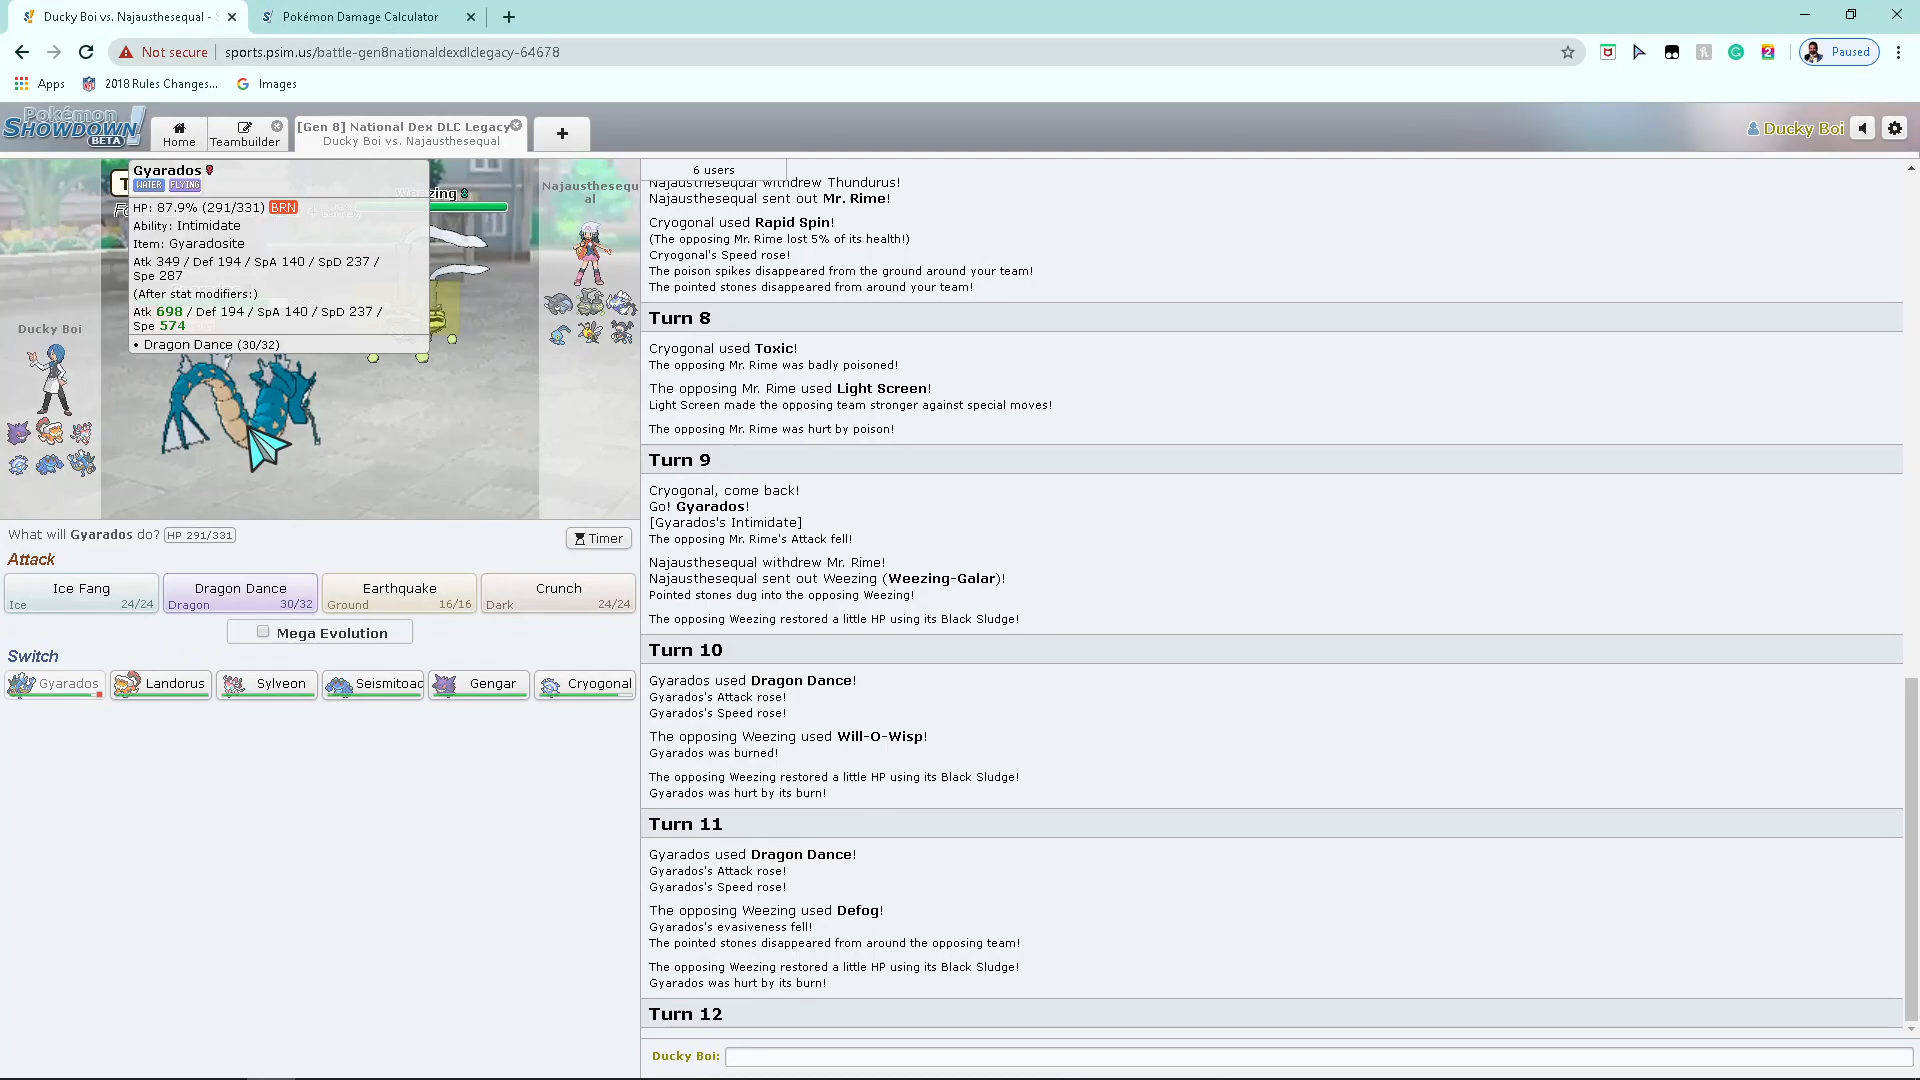 Ducky Boi vs. Najausthesequal -
Pokémon Damage Calculator
Not secure
sports.psim.us/battle-gen8nationaldexdlclegacy-64678
Paused
Apps
2018 Rules Changes...
Images
Pokémon
SHOWDOWN!
BETA
Home
Teambuilder
[Gen 8] National Dex DLC Legacy
Ducky Boi vs. Najausthesequal
Ducky Boi
Gyarados
WATER FLYING
HP: 87.9% (291/331) BRN
Ability: Intimidate
Item: Gyaradosite
Atk 349 / Def 194 / SpA 140 / SpD 237 /
Spe 287
(After stat modifiers:)
Atk 698 / Def 194 / SpA 140 / SpD 237 /
Spe 574
• Dragon Dance (30/32)
Weezing
Najausthesequ
al
Ducky Boi
What will Gyarados do? HP 291/331
Timer
Attack
Ice Fang
Ice 24/24
Dragon Dance
Dragon 30/32
Earthquake
Ground 16/16
Crunch
Dark 24/24
Mega Evolution
Switch
Gyarados
Landorus
Sylveon
Seismitoad
Gengar
Cryogonal
6 users
Najausthesequal withdrew Thundurus!
Najausthesequal sent out Mr. Rime!
Cryogonal used Rapid Spin!
(The opposing Mr. Rime lost 5% of its health!)
Cryogonal's Speed rose!
The poison spikes disappeared from the ground around your team!
The pointed stones disappeared from around your team!
Turn 8
Cryogonal used Toxic!
The opposing Mr. Rime was badly poisoned!
The opposing Mr. Rime used Light Screen!
Light Screen made the opposing team stronger against special moves!
The opposing Mr. Rime was hurt by poison!
Turn 9
Cryogonal, come back!
Go! Gyarados!
[Gyarados's Intimidate]
The opposing Mr. Rime's Attack fell!
Najausthesequal withdrew Mr. Rime!
Najausthesequal sent out Weezing (Weezing-Galar)!
Pointed stones dug into the opposing Weezing!
The opposing Weezing restored a little HP using its Black Sludge!
Turn 10
Gyarados used Dragon Dance!
Gyarados's Attack rose!
Gyarados's Speed rose!
The opposing Weezing used Will-O-Wisp!
Gyarados was burned!
The opposing Weezing restored a little HP using its Black Sludge!
Gyarados was hurt by its burn!
Turn 11
Gyarados used Dragon Dance!
Gyarados's Attack rose!
Gyarados's Speed rose!
The opposing Weezing used Defog!
Gyarados's evasiveness fell!
The pointed stones disappeared from around the opposing team!
The opposing Weezing restored a little HP using its Black Sludge!
Gyarados was hurt by its burn!
Turn 12
Ducky Boi: